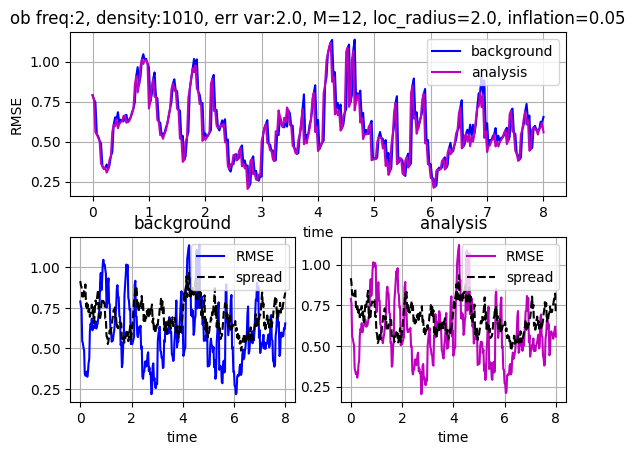 ob freq:2, density:1010, err var:2.0, M=12, loc_radius=2.0, inflation=0.05
1.00
0.75
0.50
0.25
RMSE
background
analysis
0 1 2 3 4 5 6 7 8
time
background
1.00
0.75
0.50
0.25
RMSE
spread
0 2 4 6 8
time
analysis
1.00
0.75
0.50
0.25
RMSE
spread
0 2 4 6 8
time